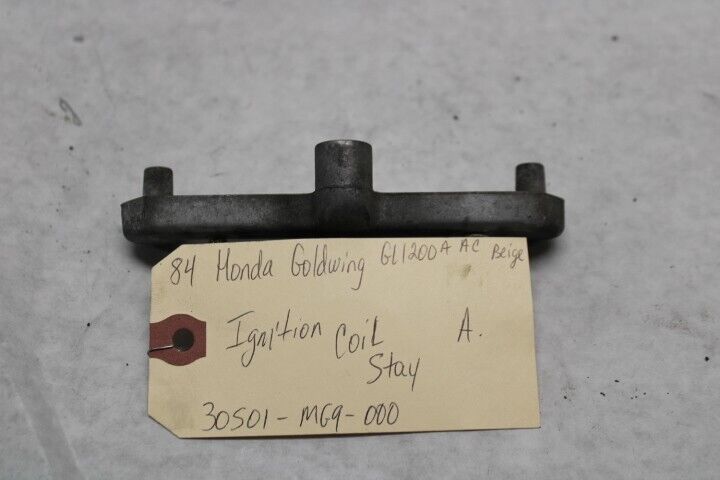 84 Honda Goldwing GL1200A AC Beige
Ignition Coil Stay A.
30501-MG9-000